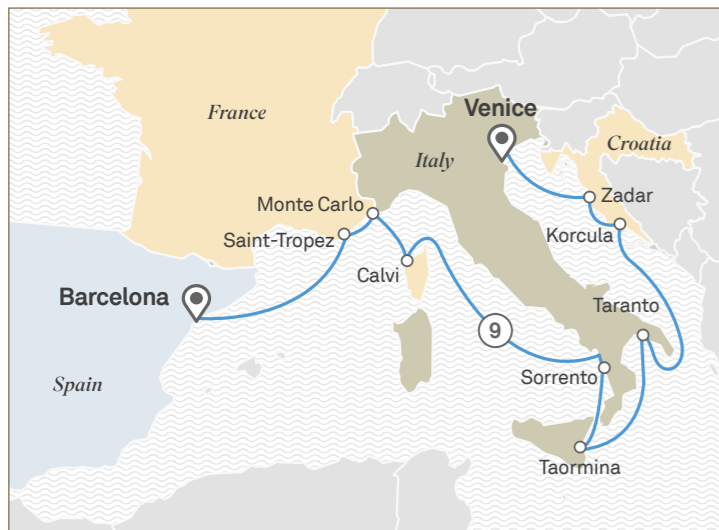 France
Venice
Croatia
Italy
Zadar
Monte Carlo
Saint-Tropez
Korcula
Calvi
Barcelona
Taranto
9
Sorrento
Spain
Taormina